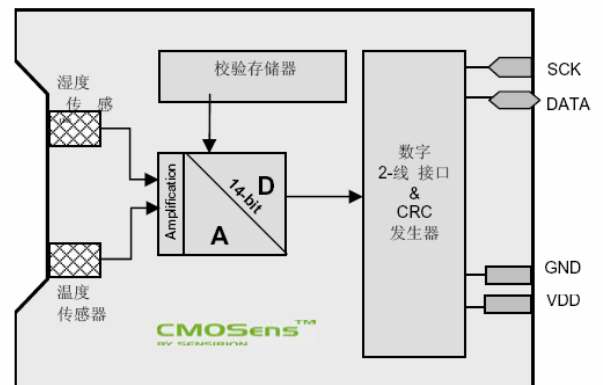 湿度
传 感
校验存储器
SCK
DATA
数字
2-线 接口
&
CRC
发生器
Amplification
14-bit
D
A
GND
VDD
温度
传感器
CMOSens™
BY SENSIRION